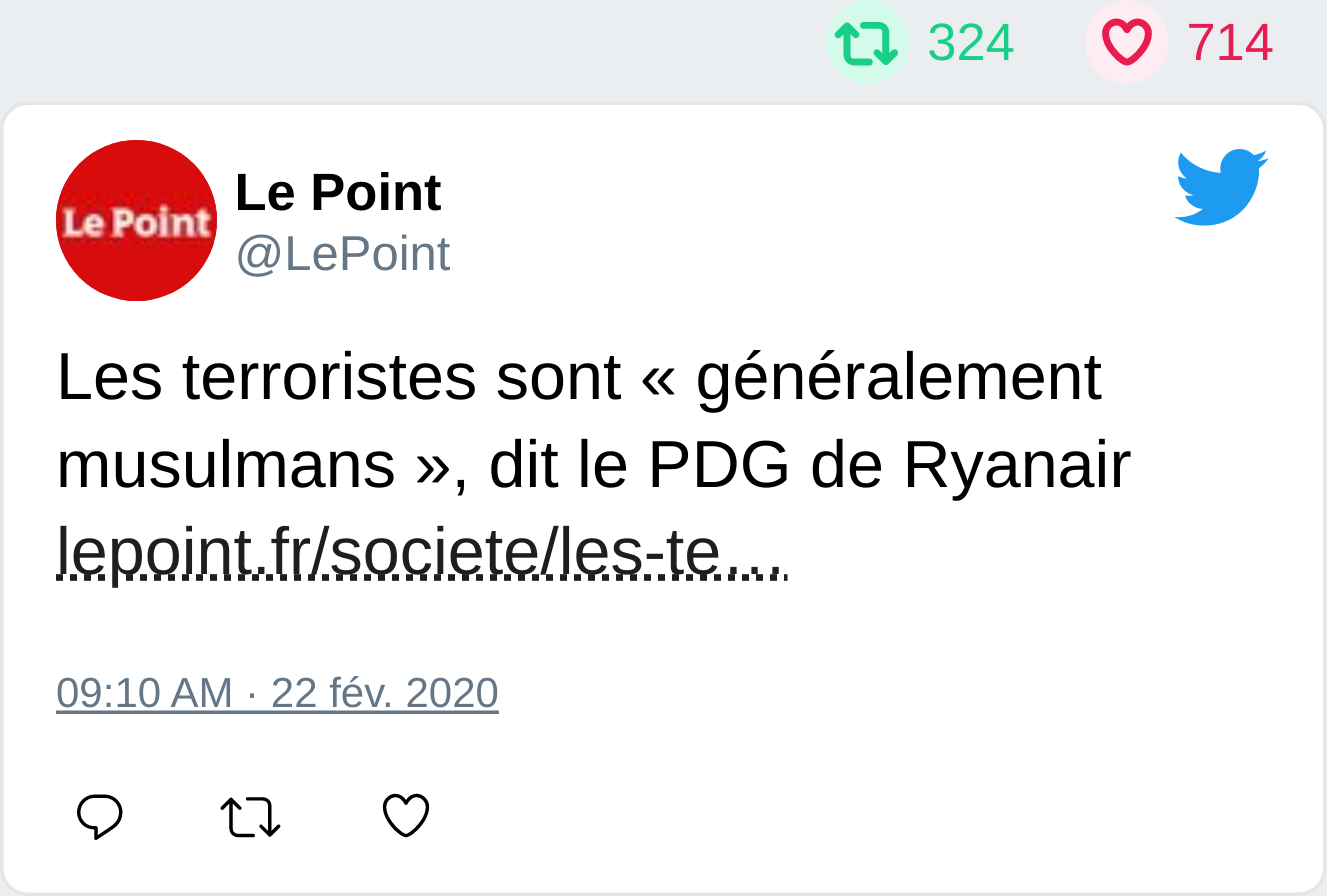 324 714
Le Point
Le Point
@LePoint
Les terroristes sont « généralement
musulmans », dit le PDG de Ryanair
lepoint.fr/societe/les-te…
09:10 AM · 22 fév. 2020